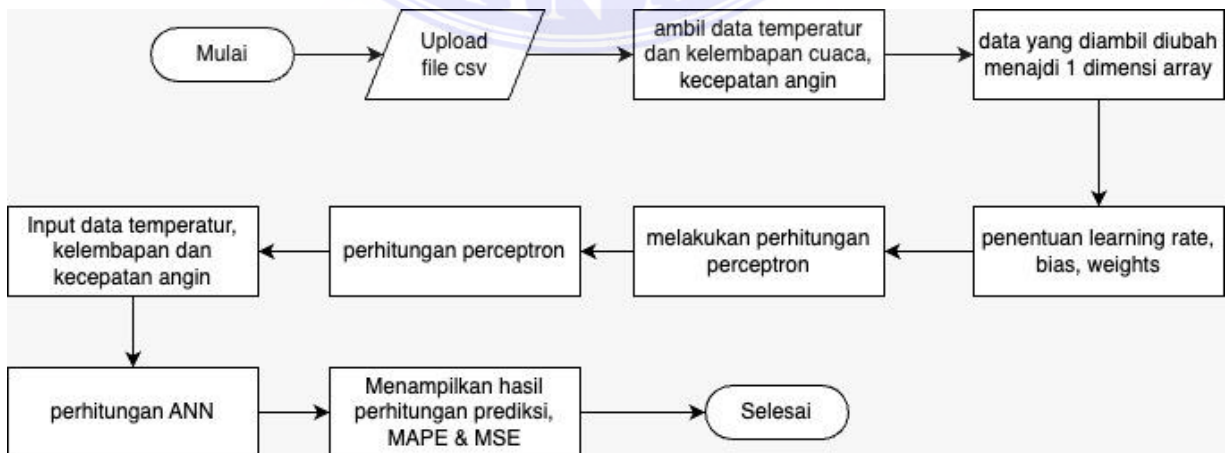 Mulai
Upload
file csv
ambil data temperatur
dan kelembapan cuaca,
kecepatan angin
data yang diambil diubah
menajdi 1 dimensi array
penentuan learning rate,
bias, weights
melakukan perhitungan
perceptron
perhitungan perceptron
Input data temperatur,
kelembapan dan
kecepatan angin
perhitungan ANN
Menampilkan hasil
perhitungan prediksi,
MAPE & MSE
Selesai